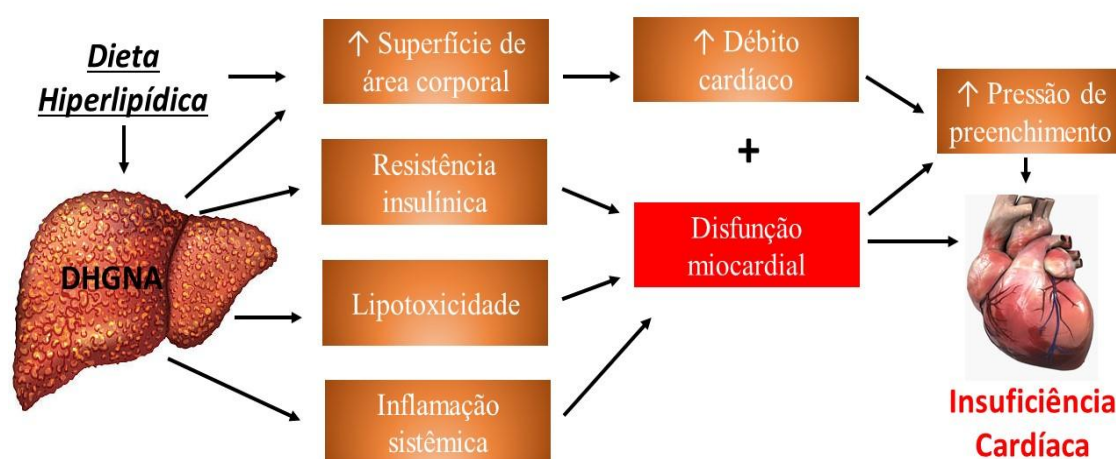 Dieta
Hiperlipídica
DHGNA
↑ Superfície de
área corporal
Resistência
insulínica
Lipotoxicidade
Inflamação
sistêmica
↑ Débito
cardíaco
+
Disfunção
miocardial
↑ Pressão de
preenchimento
Insuficiência
Cardíaca